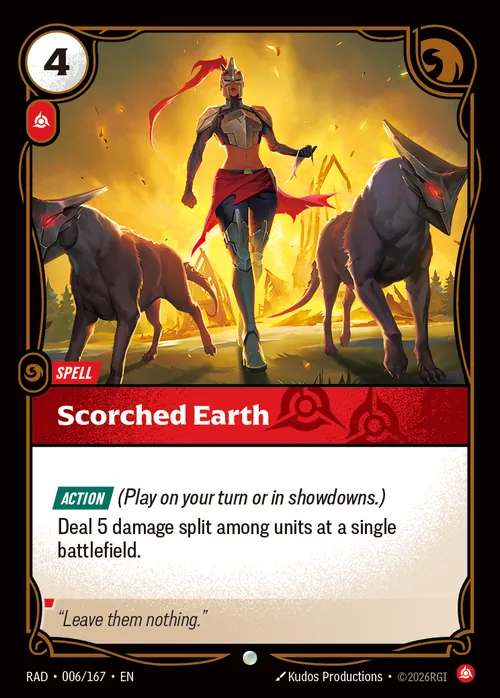 4
SPELL
Scorched Earth
ACTION (Play on your turn or in showdowns.)
Deal 5 damage split among units at a single
battlefield.
“Leave them nothing.”
RAD • 006/167 • EN
Kudos Productions • ©2026RGI